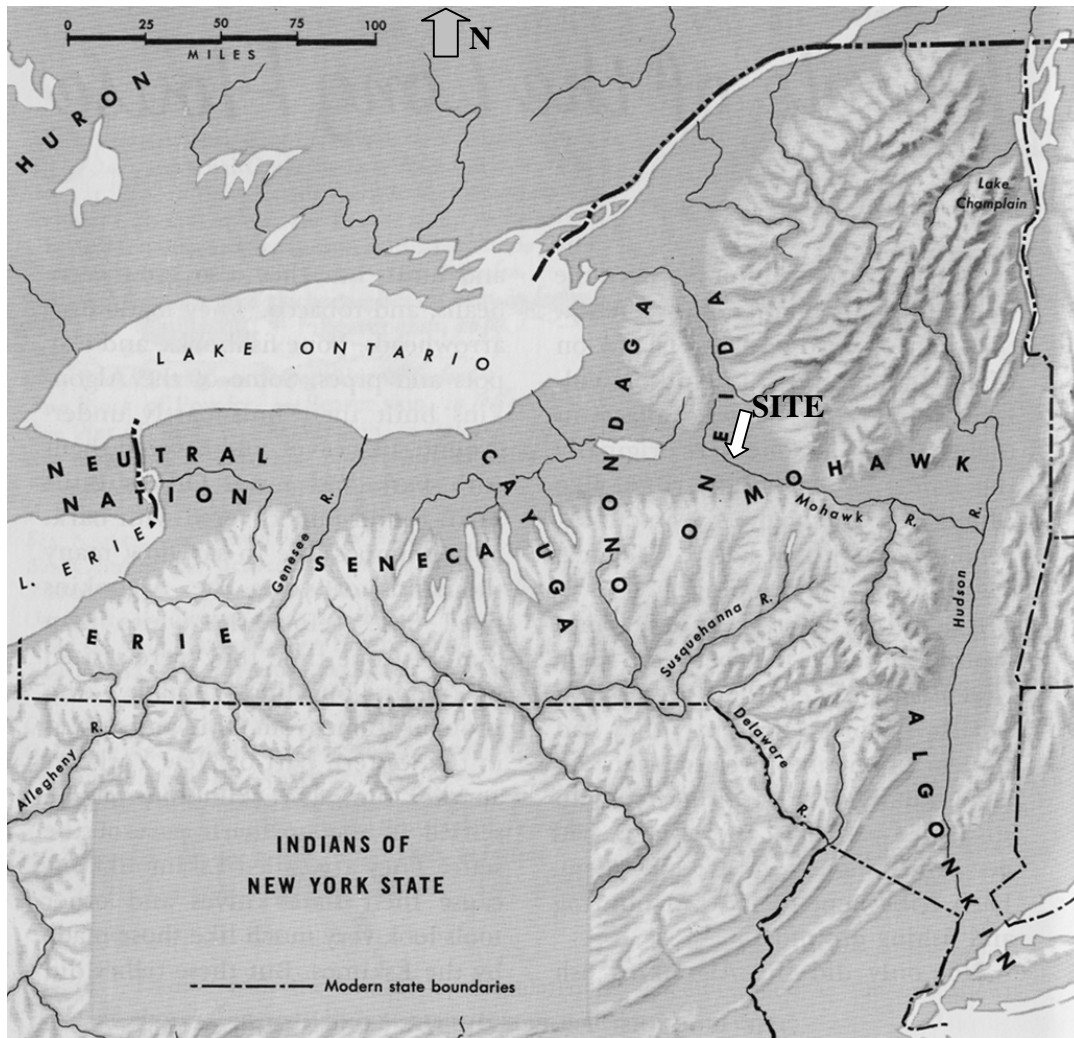 0 25 50 75 100
MILES
N
HURON
Lake
Champlain
LAKE ONTARIO
ONONDAGA
ONEIDA
SITE
NEUTRAL
NATION
MOHAWK
Mohawk R.
CAYUGA
SENECA
Genesee R.
L. ERIE
ERIE
Susquehanna R.
Hudson R.
Delaware R.
Allegheny R.
ALGONKIN
INDIANS OF
NEW YORK STATE
Modern state boundaries